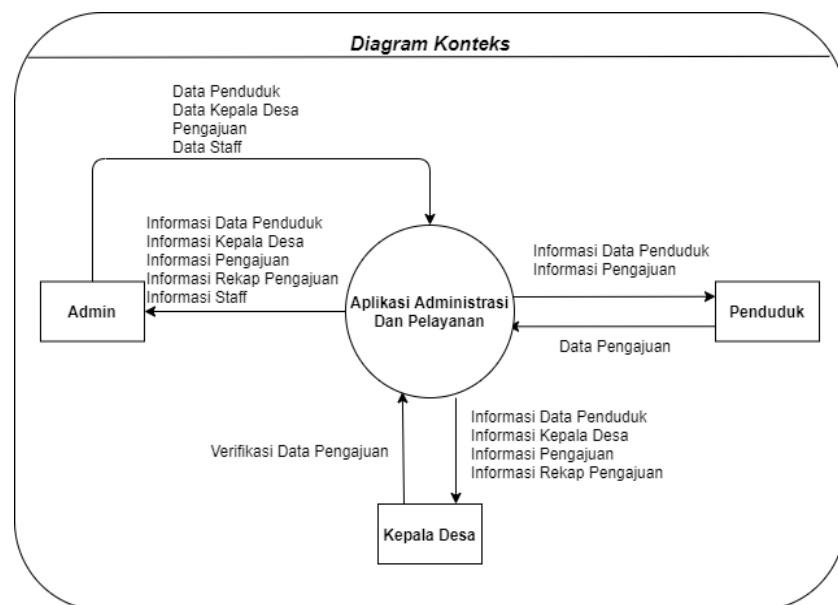 Diagram Konteks
Data Penduduk
Data Kepala Desa
Pengajuan
Data Staff
Informasi Data Penduduk
Informasi Kepala Desa
Informasi Pengajuan
Informasi Rekap Pengajuan
Informasi Staff
Admin
Aplikasi Administrasi
Dan Pelayanan
Informasi Data Penduduk
Informasi Pengajuan
Penduduk
Data Pengajuan
Verifikasi Data Pengajuan
Informasi Data Penduduk
Informasi Kepala Desa
Informasi Pengajuan
Informasi Rekap Pengajuan
Kepala Desa